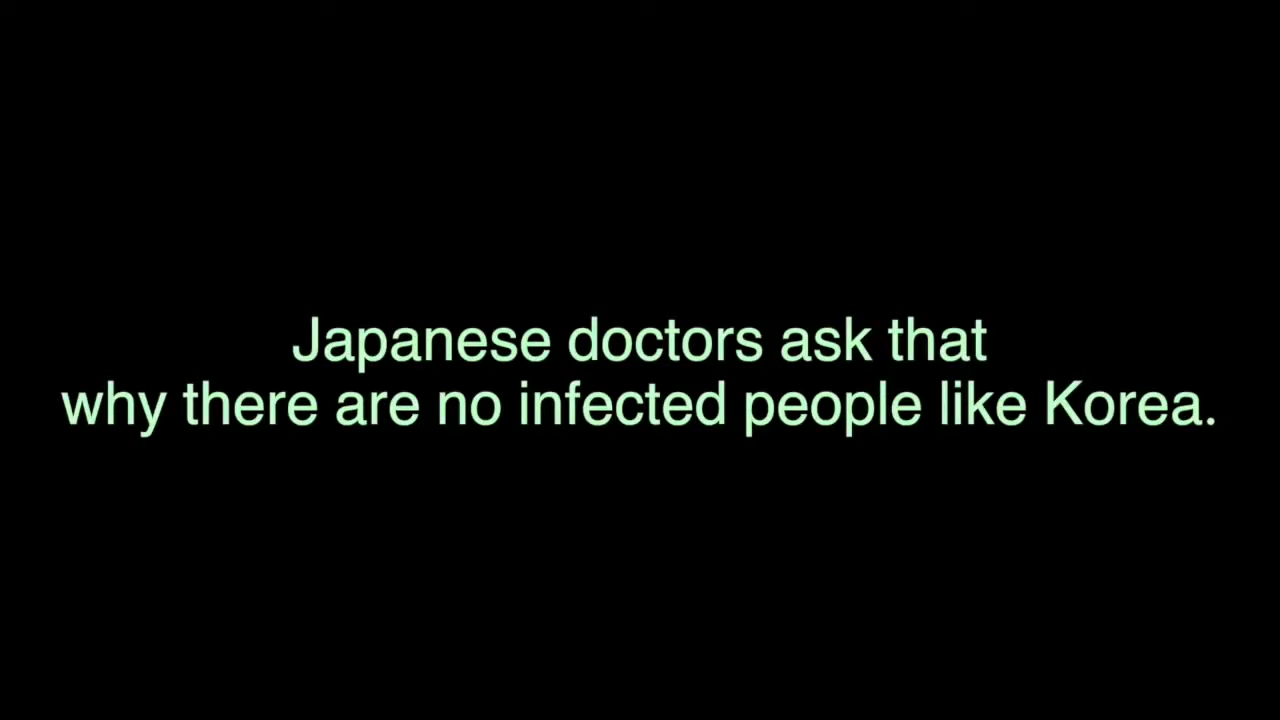 Japanese doctors ask that
why there are no infected people like Korea.